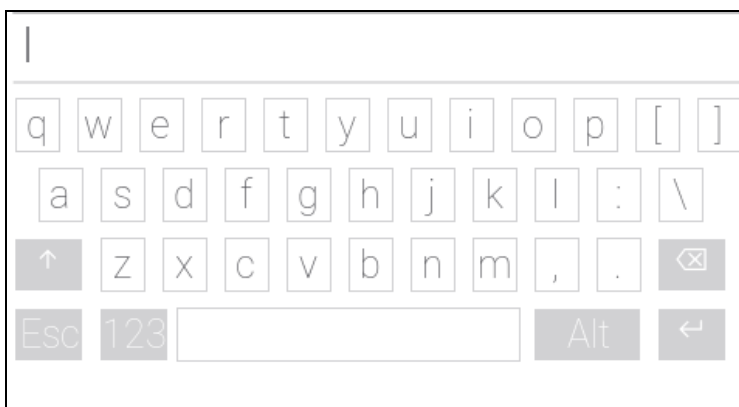 q w e r t y u i o p [ ]
a s d f g h j k l : \
↑ z x c v b n m , . ⌫
Esc 123 Alt ↵